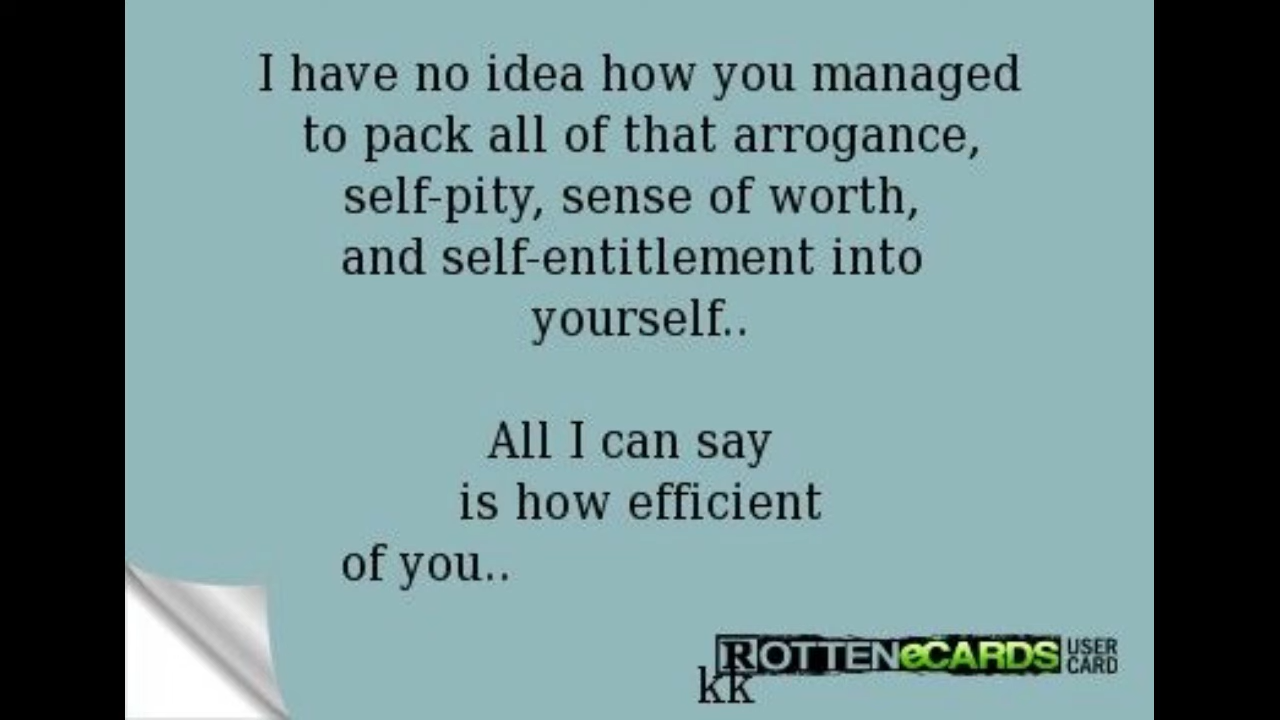 I have no idea how you managed
to pack all of that arrogance,
self-pity, sense of worth,
and self-entitlement into
yourself..
All I can say
is how efficient
of you..
ROTTENeCARDS USER
CARD
kk